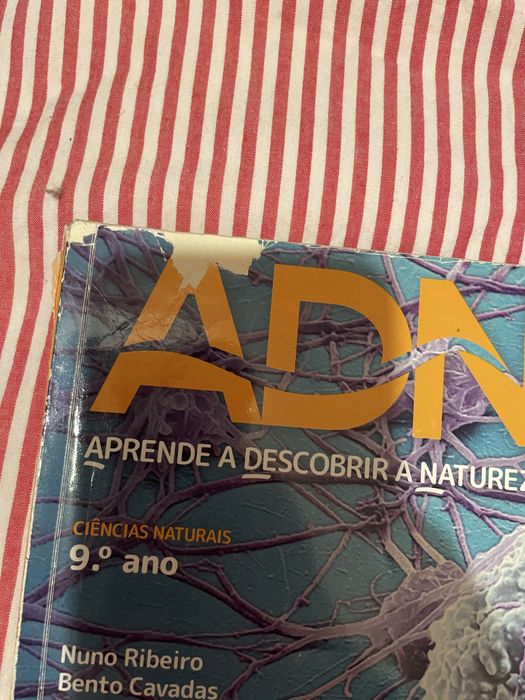 ADN
APRENDE A DESCOBRIR A NATUREZ
CIÊNCIAS NATURAIS
9.º ano
Nuno Ribeiro
Bento Cavadas